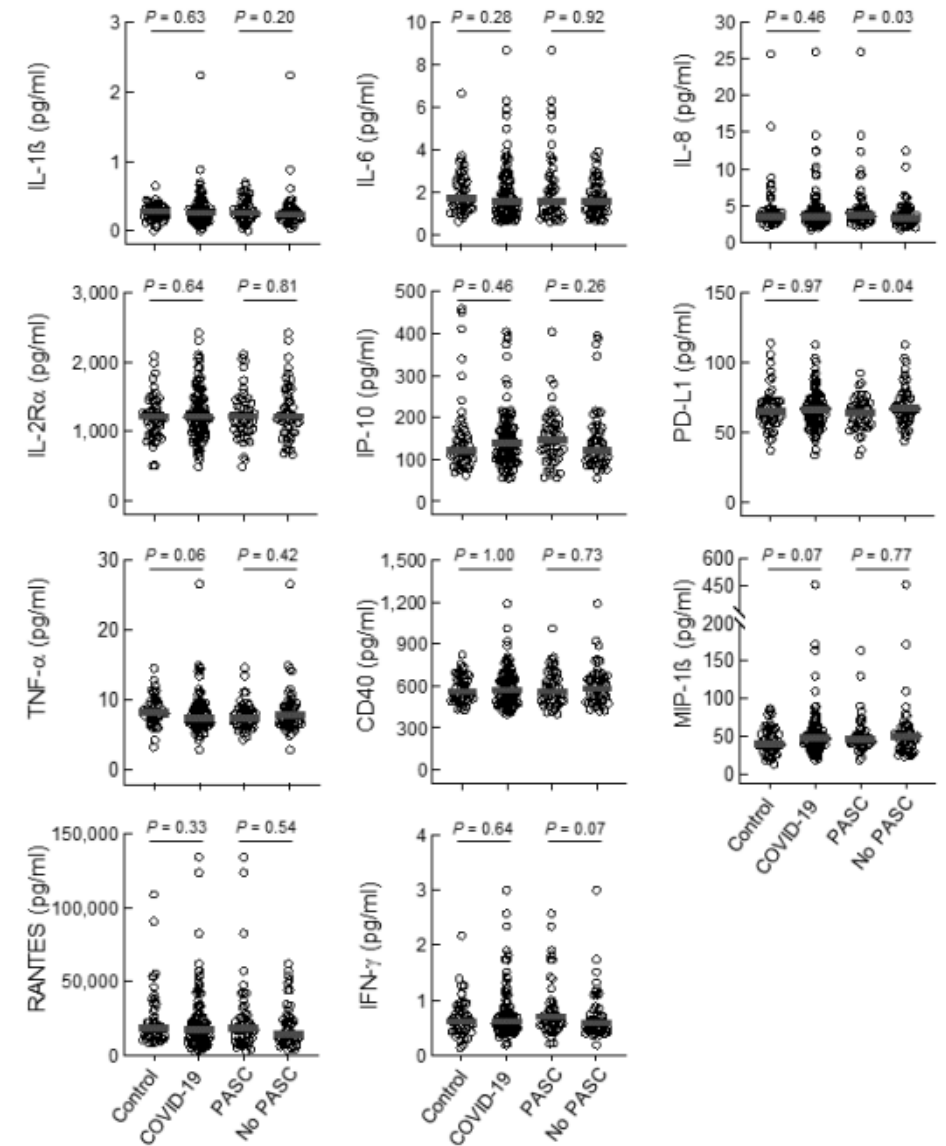 P = 0.63 P = 0.20
3
2
1
0
IL-1ß (pg/ml)
P = 0.28 P = 0.92
10
8
6
4
2
0
IL-6 (pg/ml)
P = 0.46 P = 0.03
30
25
20
15
10
5
0
IL-8 (pg/ml)
P = 0.64 P = 0.81
3,000
2,000
1,000
0
IL-2Rα (pg/ml)
P = 0.46 P = 0.26
500
400
300
200
100
0
IP-10 (pg/ml)
P = 0.97 P = 0.04
150
100
50
0
PD-L1 (pg/ml)
P = 0.06 P = 0.42
30
20
10
0
TNF-α (pg/ml)
P = 1.00 P = 0.73
1,500
1,200
900
600
300
0
CD40 (pg/ml)
P = 0.07 P = 0.77
600
450
200
150
100
50
0
MIP-1ß (pg/ml)
Control COVID-19 PASC No PASC
P = 0.33 P = 0.54
150,000
100,000
50,000
0
RANTES (pg/ml)
Control COVID-19 PASC No PASC
P = 0.64 P = 0.07
4
3
2
1
0
IFN-γ (pg/ml)
Control COVID-19 PASC No PASC